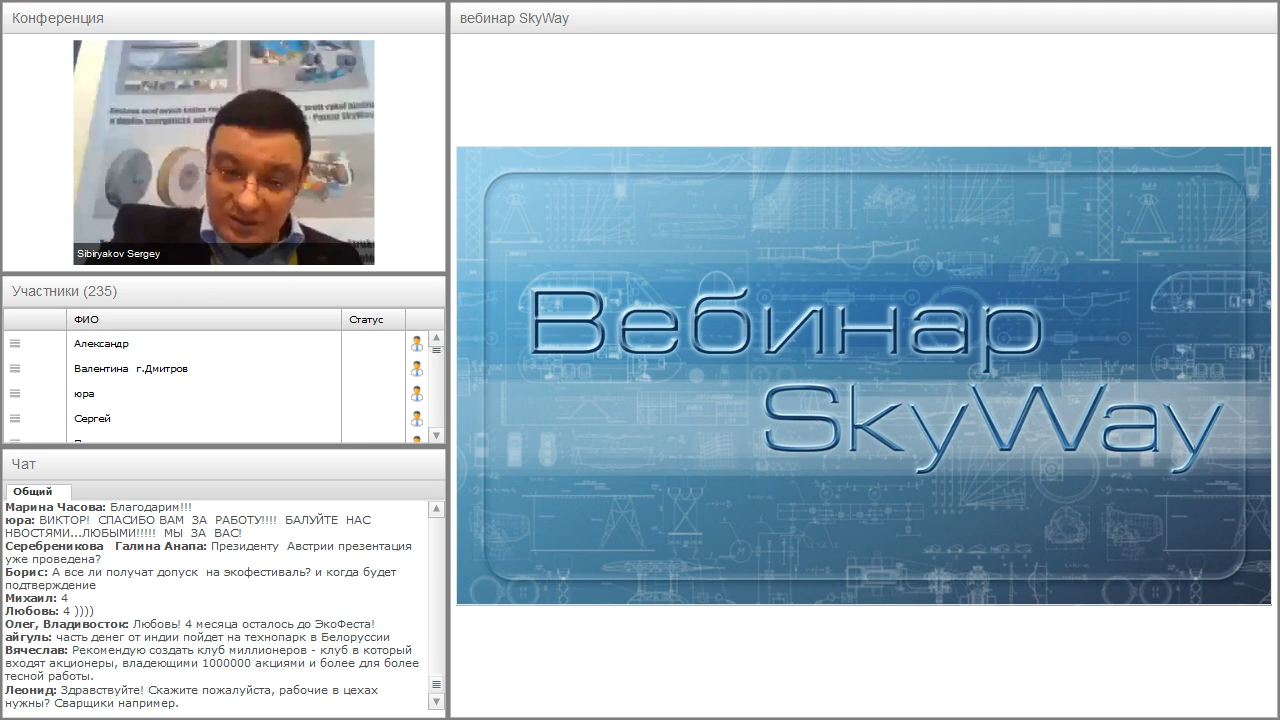 Конференция
Sibiryakov Sergey
Участники (235)
ФИО
Статус
Александр
Валентина г.Дмитров
юра
Сергей
Чат
Общий
Марина Часова: Благодарим!!!
юра: ВИКТОР! СПАСИБО ВАМ ЗА РАБОТУ!!!! БАЛУЙТЕ НАС
НВОСТЯМИ...ЛЮБЫМИ!!!!! МЫ ЗА ВАС!
Серебреникова Галина Анапа: Президенту Австрии презентация
уже проведена?
Борис: А все ли получат допуск на экофестиваль? и когда будет
подтверждение
Михаил: 4
Любовь: 4 ))))
Олег, Владивосток: Любовь! 4 месяца осталось до ЭкоФеста!
айгуль: часть денег от индии пойдет на технопарк в Белоруссии
Вячеслав: Рекомендую создать клуб миллионеров - клуб в который
входят акционеры, владеющими 1000000 акциями и более для более
тесной работы.
Леонид: Здравствуйте! Скажите пожалуйста, рабочие в цехах
нужны? Сварщики например.
вебинар SkyWay
Вебинар
SkyWay